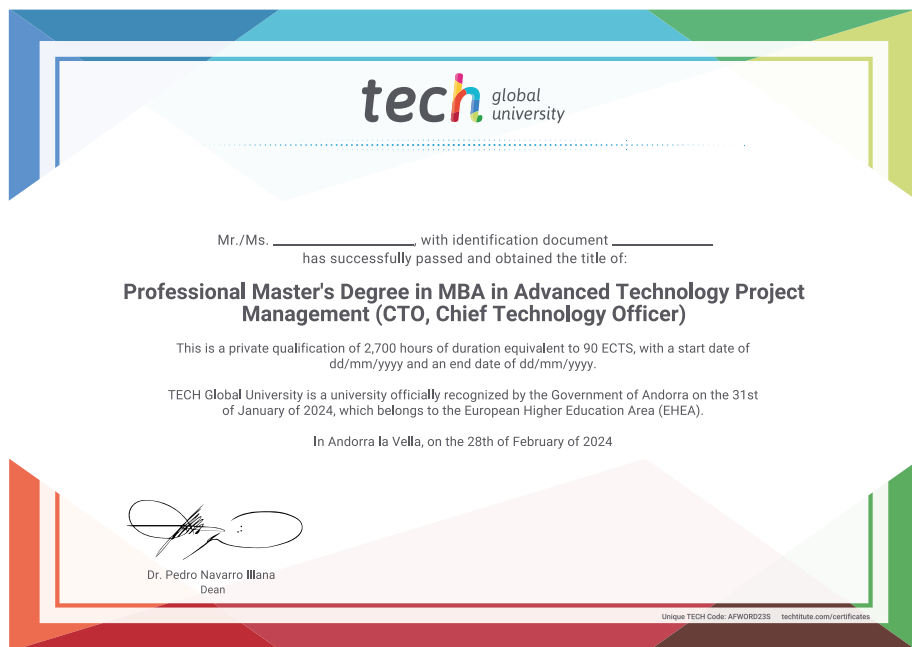 tech global university
Mr./Ms. ____________________, with identification document ______________
has successfully passed and obtained the title of:
Professional Master's Degree in MBA in Advanced Technology Project
Management (CTO, Chief Technology Officer)
This is a private qualification of 2,700 hours of duration equivalent to 90 ECTS, with a start date of
dd/mm/yyyy and an end date of dd/mm/yyyy.
TECH Global University is a university officially recognized by the Government of Andorra on the 31st
of January of 2024, which belongs to the European Higher Education Area (EHEA).
In Andorra la Vella, on the 28th of February of 2024
Dr. Pedro Navarro Illana
Dean
Unique TECH Code: AFWORD23S techtitute.com/certificates